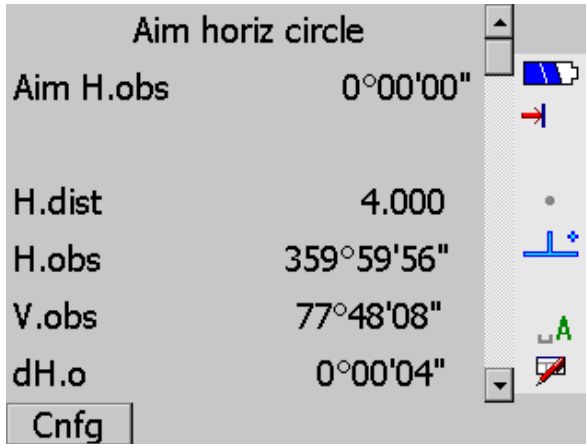 Aim horiz circle
Aim H.obs 0°00'00"
H.dist 4.000
H.obs 359°59'56"
V.obs 77°48'08"
dH.o 0°00'04"
A
Cnfg